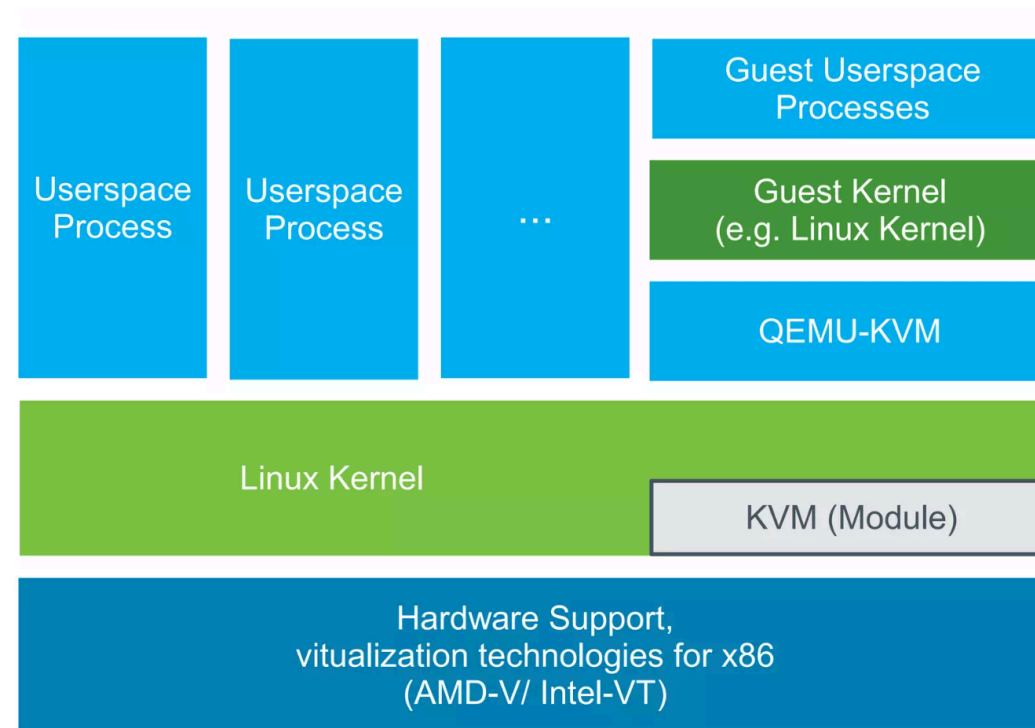 Userspace
Process
Userspace
Process
...
Guest Userspace
Processes
Guest Kernel
(e.g. Linux Kernel)
QEMU-KVM
Linux Kernel
KVM (Module)
Hardware Support,
vitualization technologies for x86
(AMD-V/ Intel-VT)